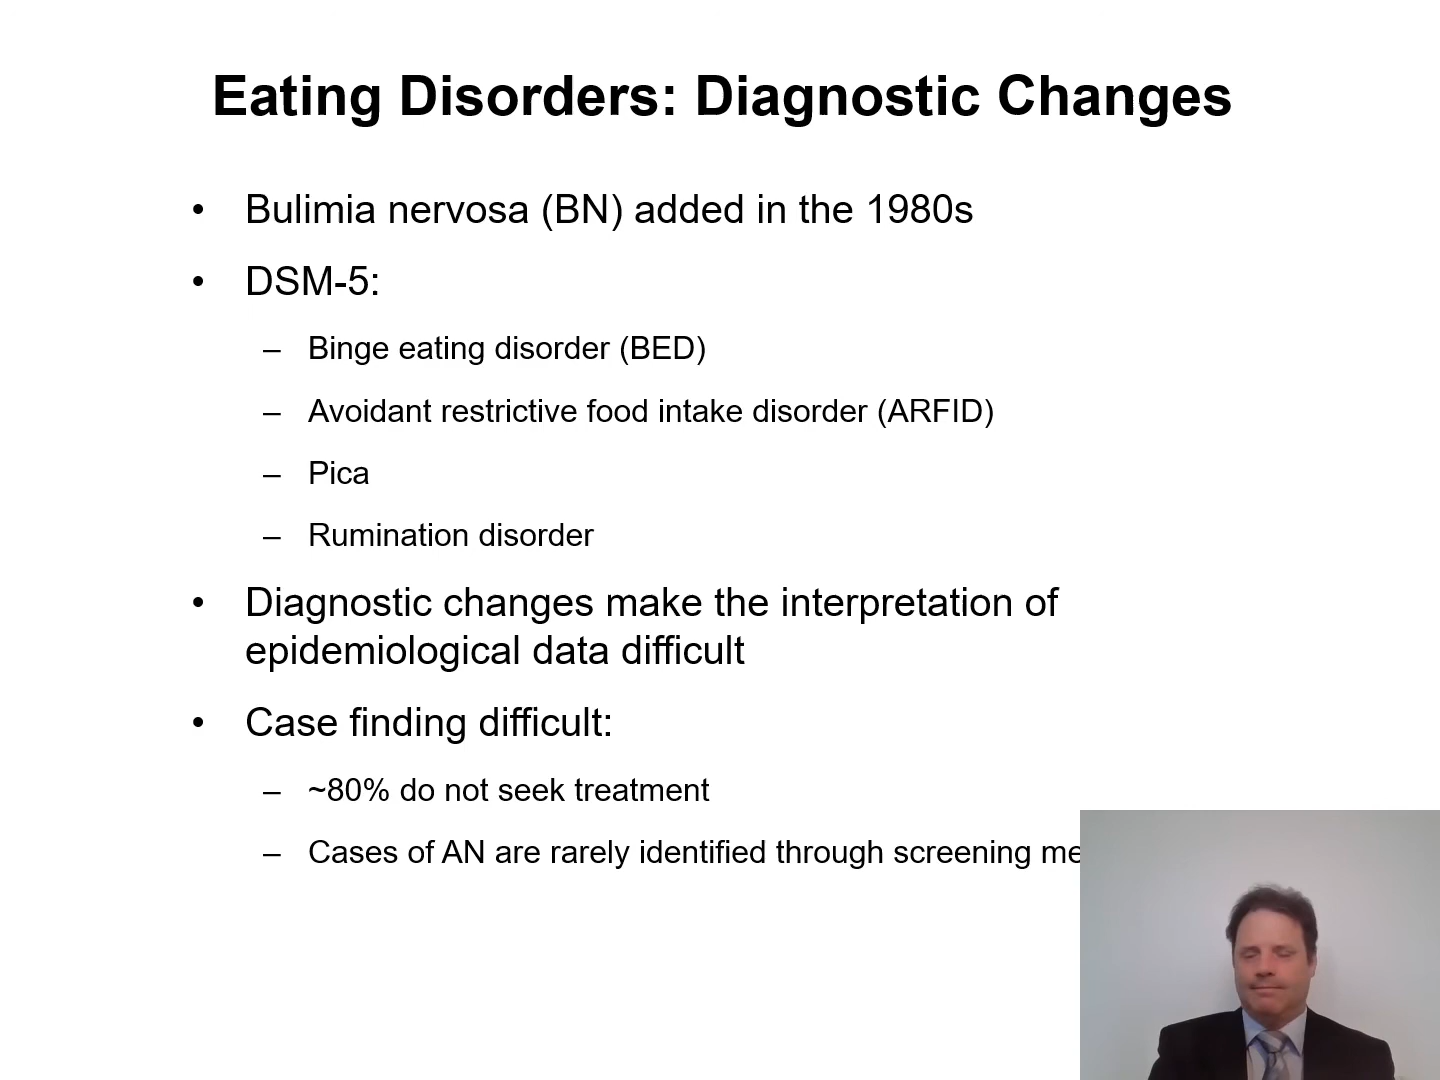 Eating Disorders: Diagnostic Changes
• Bulimia nervosa (BN) added in the 1980s
• DSM-5:
– Binge eating disorder (BED)
– Avoidant restrictive food intake disorder (ARFID)
– Pica
– Rumination disorder
• Diagnostic changes make the interpretation of
epidemiological data difficult
• Case finding difficult:
– ~80% do not seek treatment
– Cases of AN are rarely identified through screening